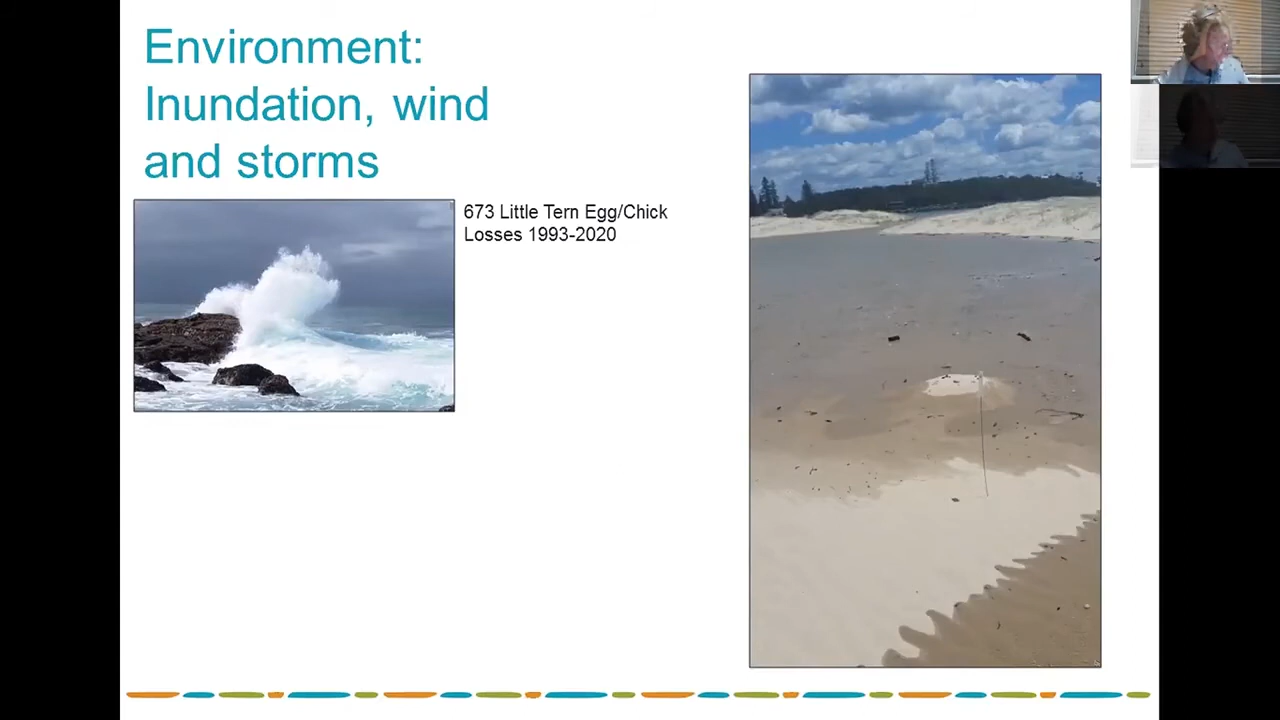 Environment:
Inundation, wind
and storms
673 Little Tern Egg/Chick
Losses 1993-2020